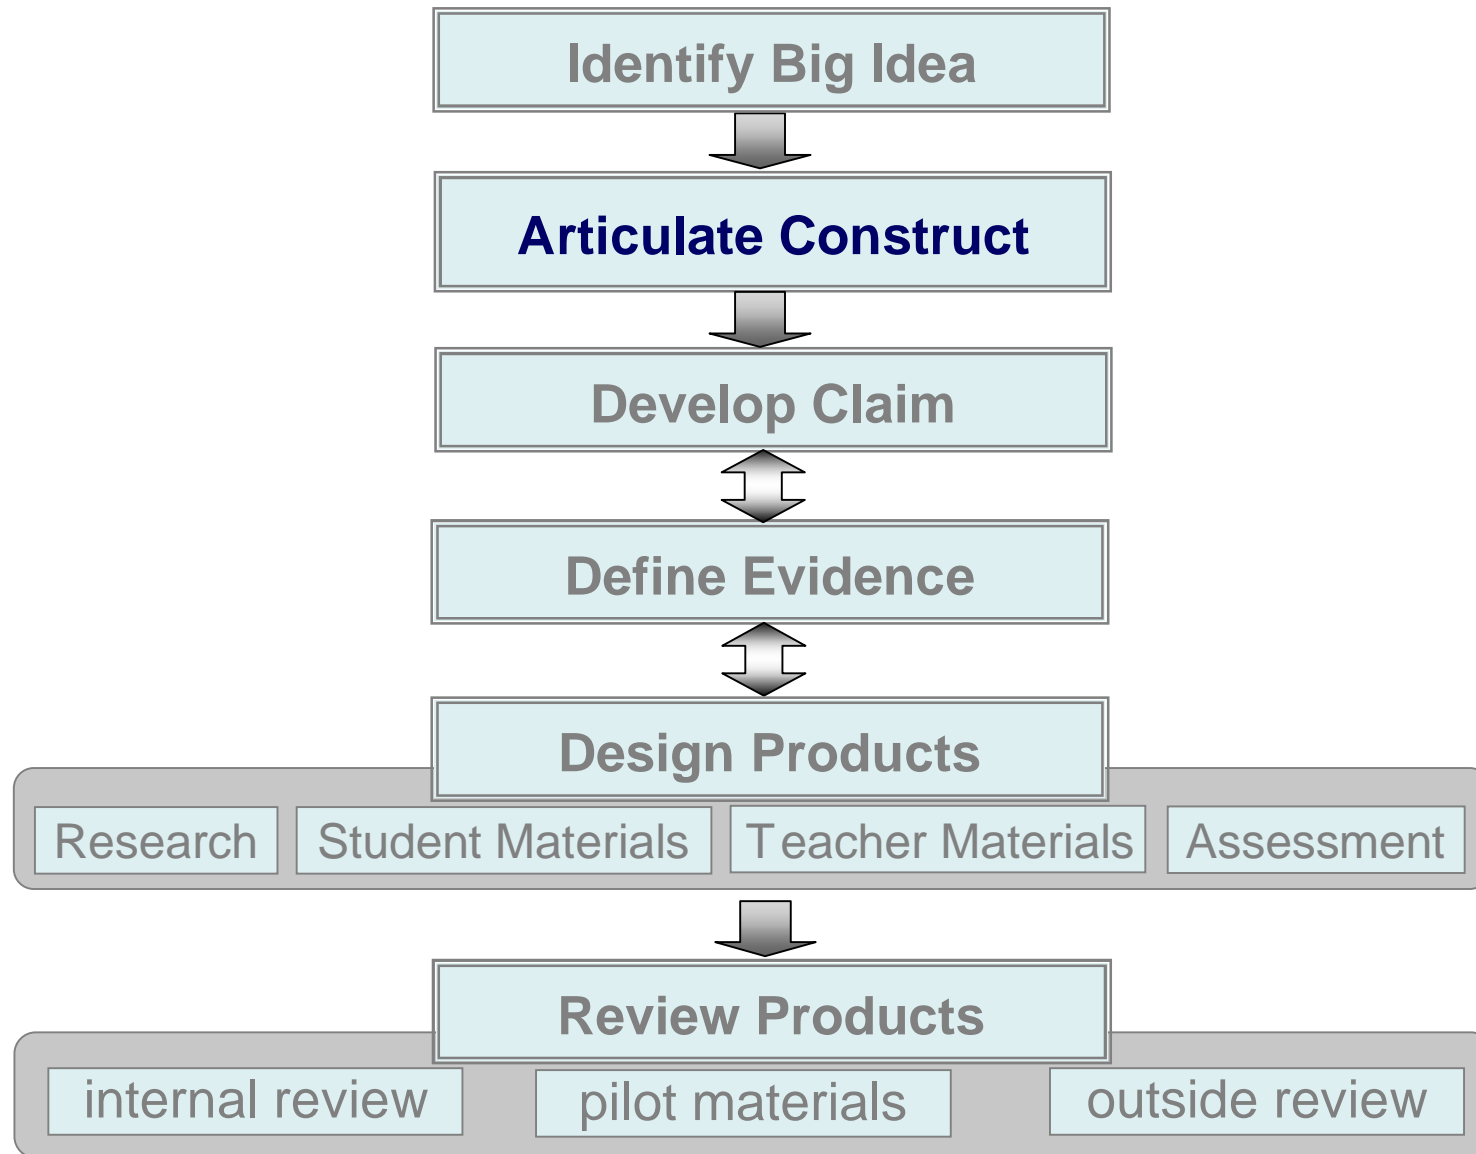 Identify Big Idea
Articulate Construct
Develop Claim
Define Evidence
Design Products
Research
Student Materials
Teacher Materials
Assessment
Review Products
internal review
pilot materials
outside review